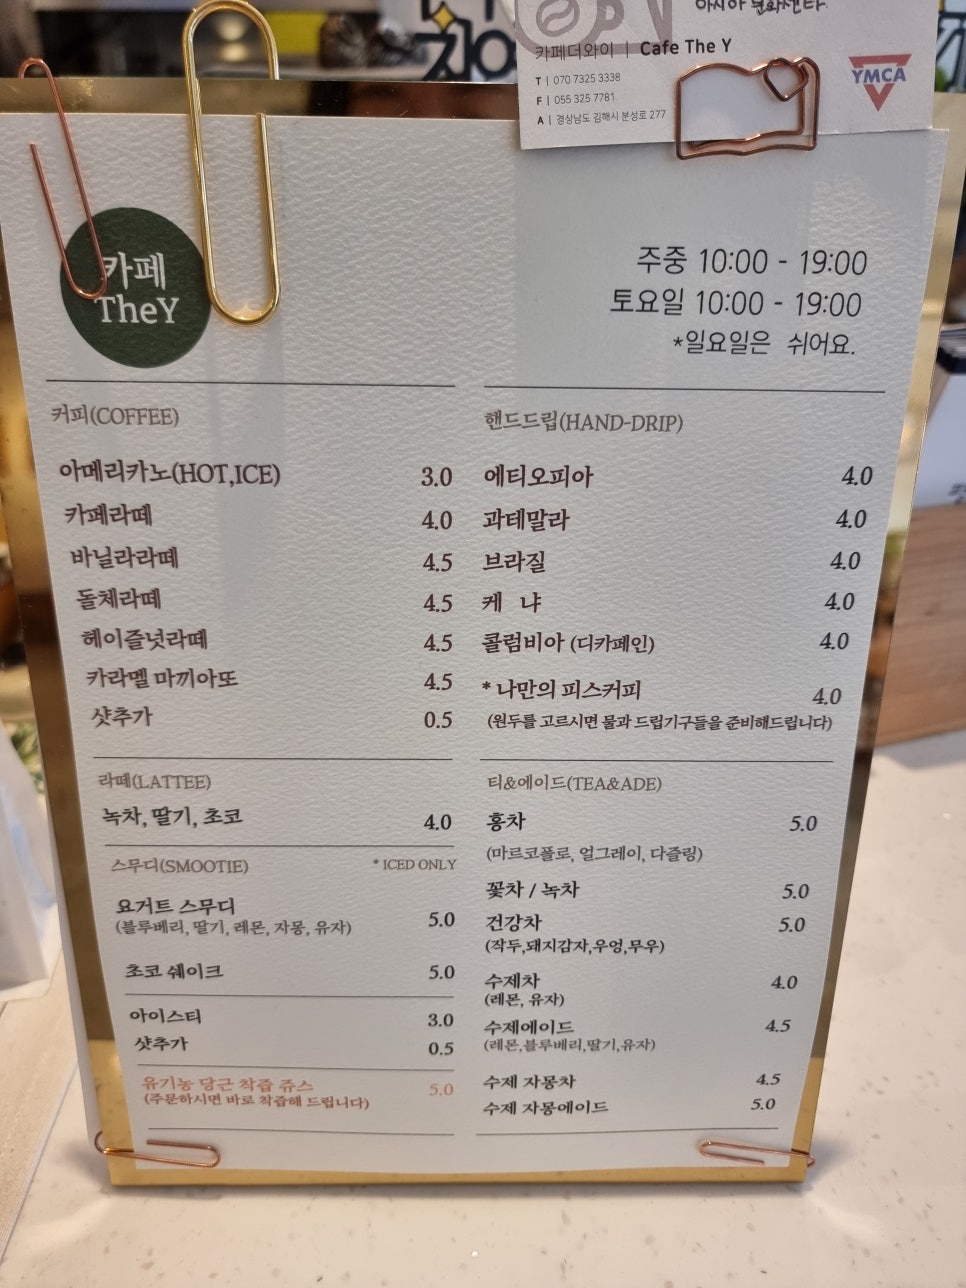 아시아 문화센타
카페더와이 | Cafe The Y
T | 070 7325 3338
F | 055 325 7781
A | 경상남도 김해시 분성로 277
YMCA
카페
TheY
주중 10:00 - 19:00
토요일 10:00 - 19:00
*일요일은 쉬어요.
커피(COFFEE)
아메리카노(HOT,ICE) 3.0
카페라떼 4.0
바닐라라떼 4.5
돌체라떼 4.5
헤이즐넛라떼 4.5
카라멜 마끼아또 4.5
샷추가 0.5
라떼(LATTEE)
녹차, 딸기, 초코 4.0
스무디(SMOOTIE) * ICED ONLY
요거트 스무디 5.0
(블루베리, 딸기, 레몬, 자몽, 유자)
초코 쉐이크 5.0
아이스티 3.0
샷추가 0.5
유기농 당근 착즙 쥬스 5.0
(주문하시면 바로 착즙해 드립니다)
핸드드립(HAND-DRIP)
에티오피아 4.0
과테말라 4.0
브라질 4.0
케 냐 4.0
콜럼비아 (디카페인) 4.0
* 나만의 피스커피 4.0
(원두를 고르시면 물과 드립기구들을 준비해드립니다)
티&에이드(TEA&ADE)
홍차 5.0
(마르코폴로, 얼그레이, 다즐링)
꽃차 / 녹차 5.0
건강차 5.0
(작두,돼지감자,우엉,무우)
수제차 4.0
(레몬, 유자)
수제에이드 4.5
(레몬,블루베리,딸기,유자)
수제 자몽차 4.5
수제 자몽에이드 5.0